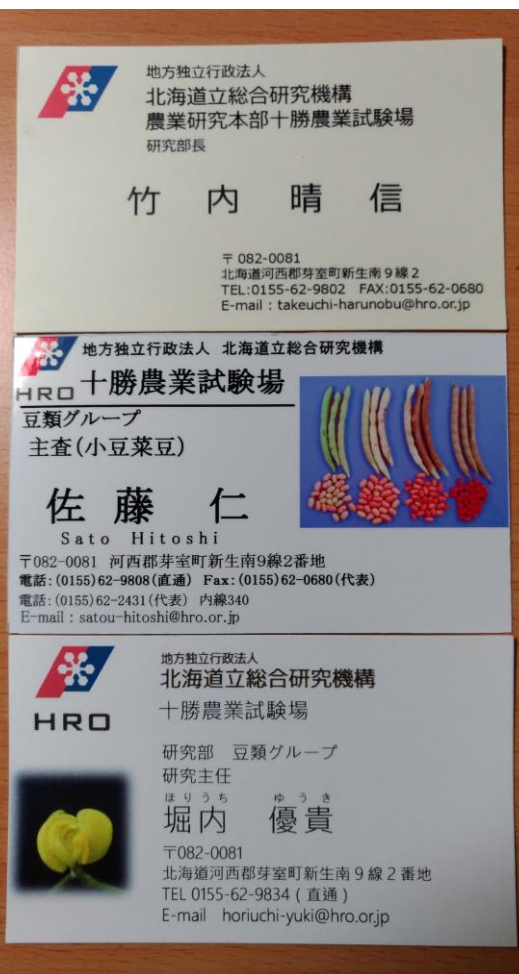 地方独立行政法人
北海道立総合研究機構
農業研究本部十勝農業試験場
研究部長
竹内晴信
〒082-0081
北海道河西郡芽室町新生南9線2
TEL:0155-62-9802 FAX:0155-62-0680
E-mail : takeuchi-harunobu@hro.or.jp
地方独立行政法人 北海道立総合研究機構
HRO 十勝農業試験場
豆類グループ
主査(小豆菜豆)
佐藤 仁
Sato Hitoshi
〒082-0081 河西郡芽室町新生南9線2番地
電話:(0155)62-9808(直通) Fax:(0155)62-0680(代表)
電話:(0155)62-2431(代表) 内線340
E-mail : satou-hitoshi@hro.or.jp
地方独立行政法人
北海道立総合研究機構
HRO
十勝農業試験場
研究部 豆類グループ
研究主任
ほりうち ゆうき
堀内 優貴
〒082-0081
北海道河西郡芽室町新生南9線2番地
TEL 0155-62-9834 ( 直通 )
E-mail horiuchi-yuki@hro.or.jp